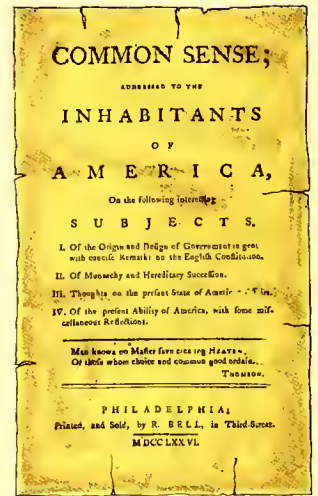 COMMON SENSE;
ADDRESSED TO THE
INHABITANTS
OF
AMERICA,
On the following interesting
SUBJECTS.
I. Of the Origin and Design of Government in
with concise Remarks on the English Constitution.
II. Of Monarchy and Hereditary Succession.
III. Thoughts on the present State of
IV. Of the present Ability of America, with some mis-
cellaneous Reflections.
Man knows no Master save creating HEAVEN,
Or those whom choice and common good ordain.
THOMSON.
PHILADELPHIA;
Printed, and Sold, by R. BELL, in Third-Street.
MDCCLXXVI.